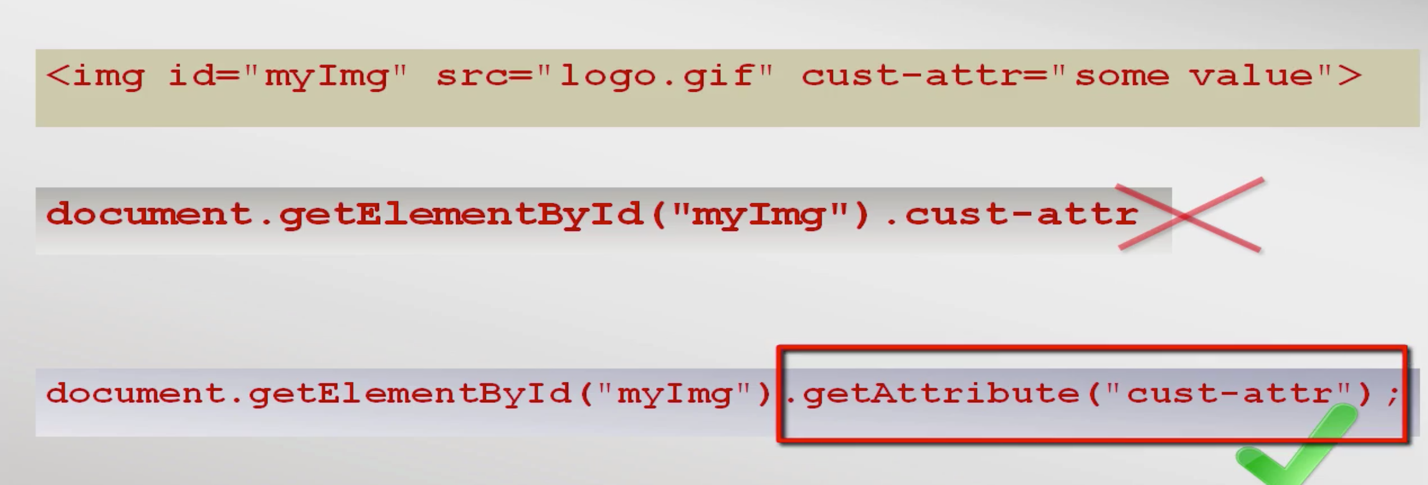 <img id="myImg" src="logo.gif" cust-attr="some value">
document.getElementById("myImg").cust-attr
document.getElementById("myImg").getAttribute("cust-attr");